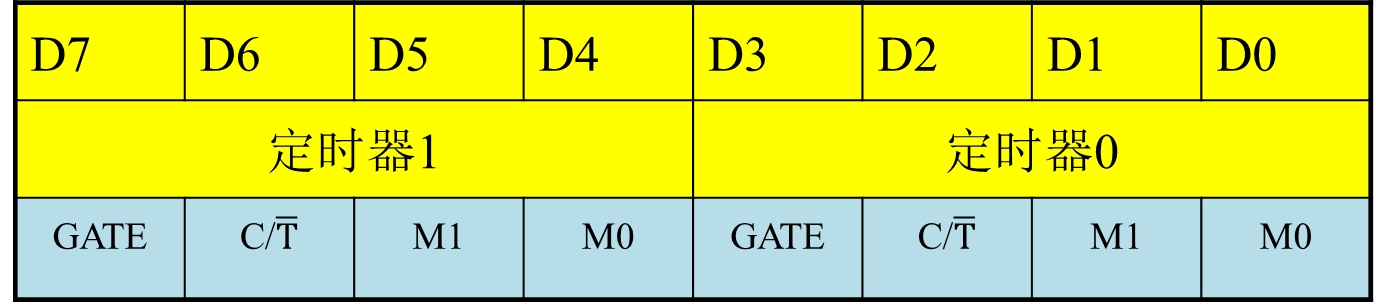 D7 D6 D5 D4 D3 D2 D1 D0
定时器1 定时器0
GATE C/T̅ M1 M0 GATE C/T̅ M1 M0